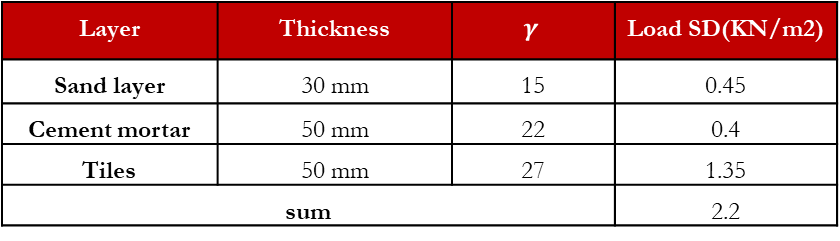 Layer Thickness γ Load SD(KN/m2)
Sand layer 30 mm 15 0.45
Cement mortar 50 mm 22 0.4
Tiles 50 mm 27 1.35
sum 2.2